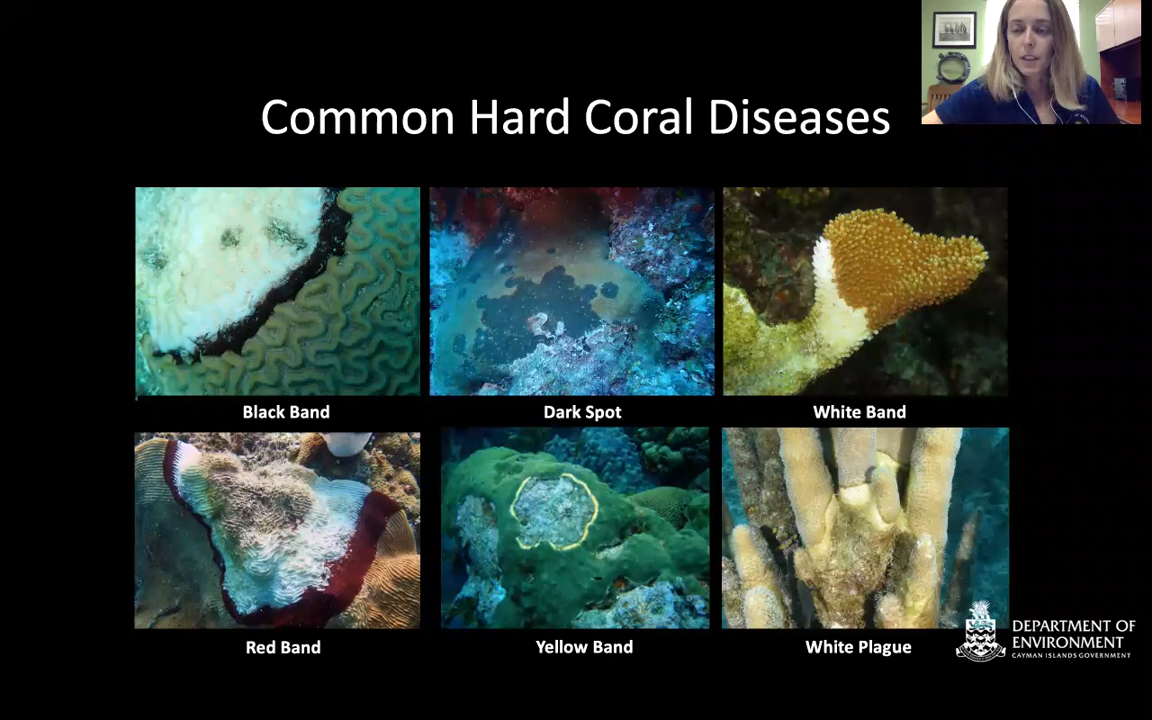 Common Hard Coral Diseases
Black Band
Dark Spot
White Band
Red Band
Yellow Band
White Plague
DEPARTMENT OF
ENVIRONMENT
CAYMAN ISLANDS GOVERNMENT